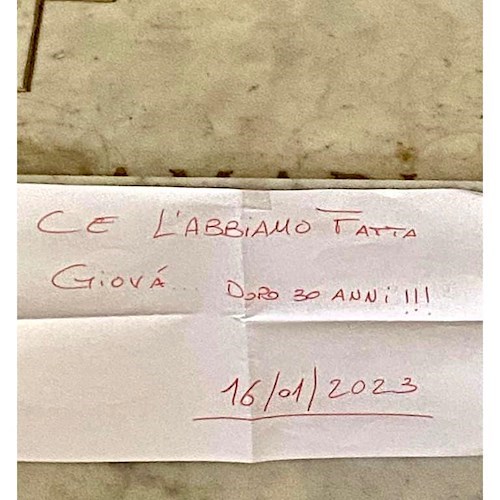 CE L'ABBIAMO FATTA
GIOVÁ... DOPO 30 ANNI!!!
16/01/2023